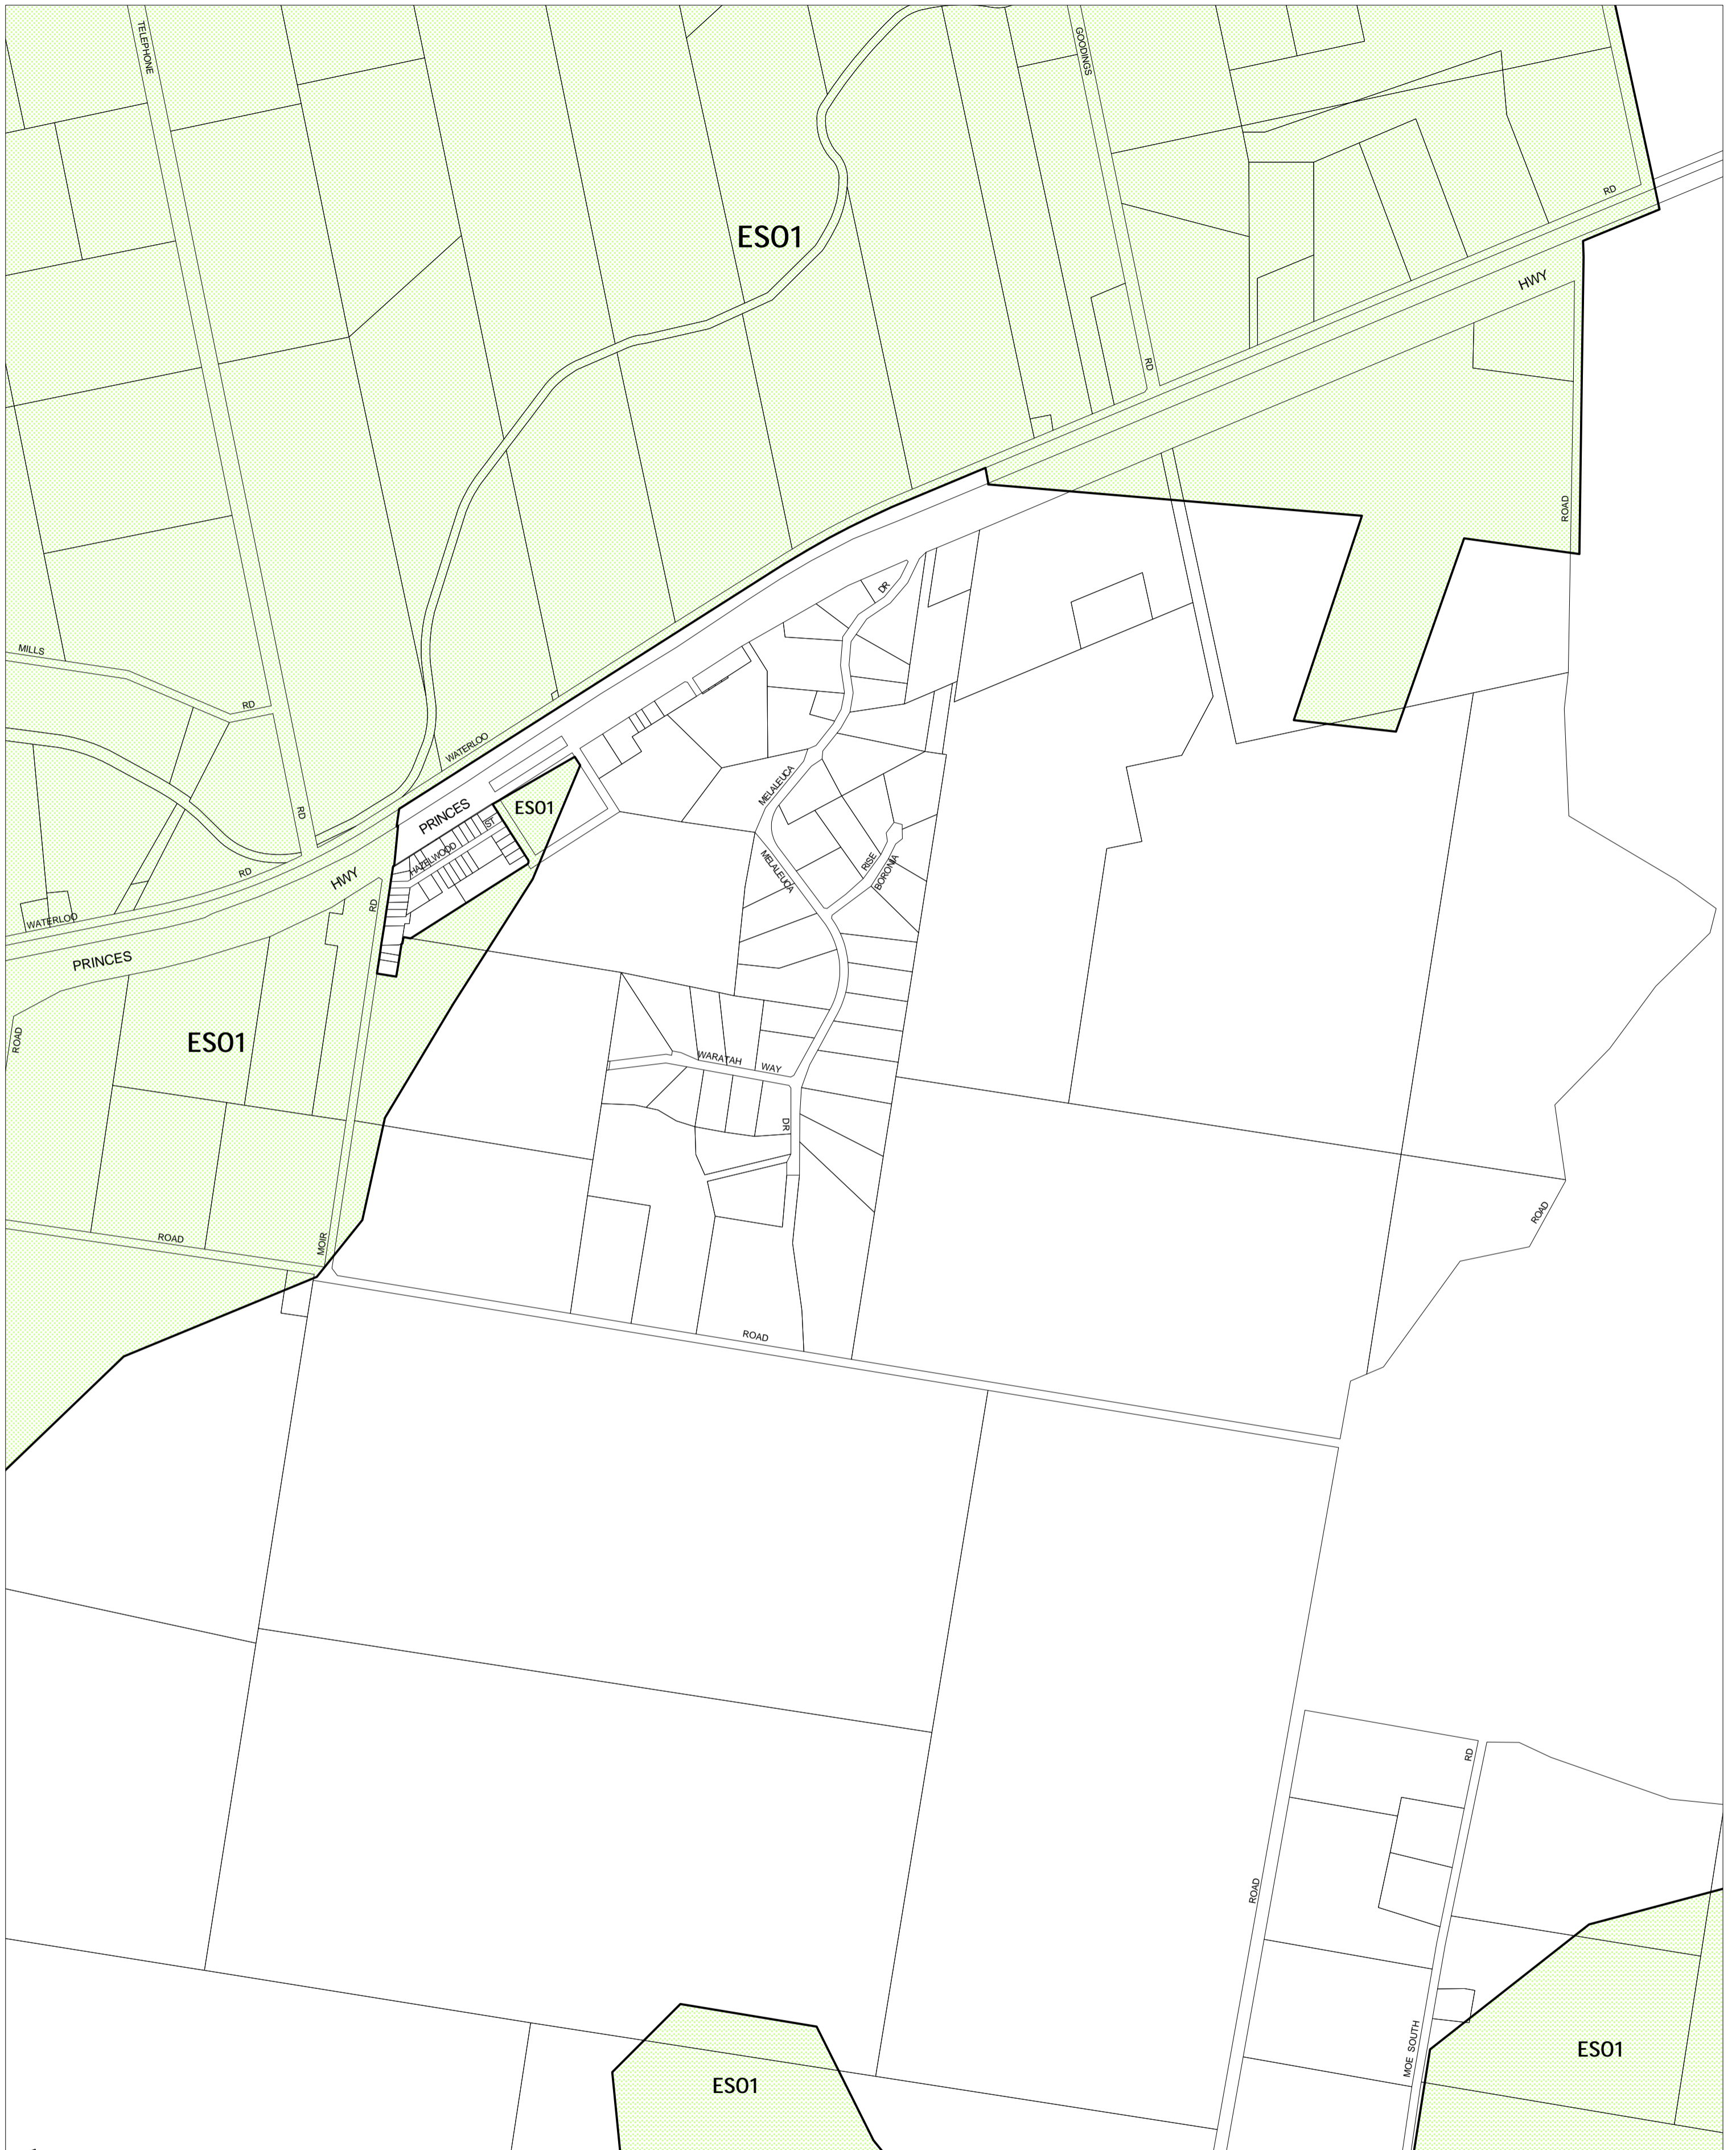 TELEPHONE
GOODINGS
RD
ESO1
HWY
RD
ROAD
DR
MILLS
RD
WATERLOO
MELALEUCA
PRINCES
ESO1
ST
RD
HAZELWOOD
RISE
BORONIA
MELALEUCA
RD
HWY
RD
WATERLOO
PRINCES
ROAD
ESO1
WARATAH
WAY
DR
ROAD
MOIR
ROAD
ROAD
RD
ROAD
MOE SOUTH
ESO1
ESO1